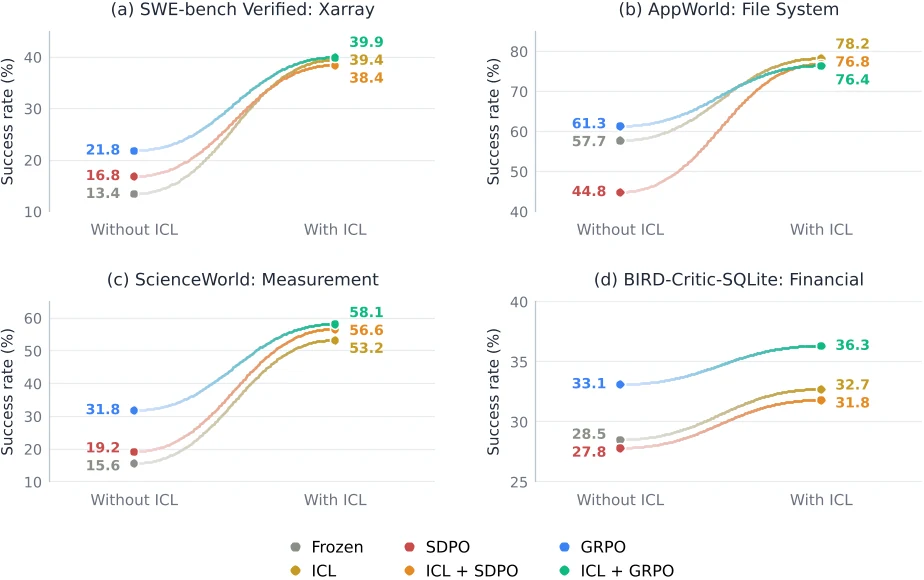 (a) SWE-bench Verified: Xarray
Success rate (%)
40
30
20
10
21.8
16.8
13.4
39.9
39.4
38.4
Without ICL
With ICL
(b) AppWorld: File System
Success rate (%)
80
70
60
50
40
61.3
57.7
44.8
78.2
76.8
76.4
Without ICL
With ICL
(c) ScienceWorld: Measurement
Success rate (%)
60
50
40
30
20
10
31.8
19.2
15.6
58.1
56.6
53.2
Without ICL
With ICL
(d) BIRD-Critic-SQLite: Financial
Success rate (%)
40
35
30
25
33.1
28.5
27.8
36.3
32.7
31.8
Without ICL
With ICL
Frozen
SDPO
GRPO
ICL
ICL + SDPO
ICL + GRPO